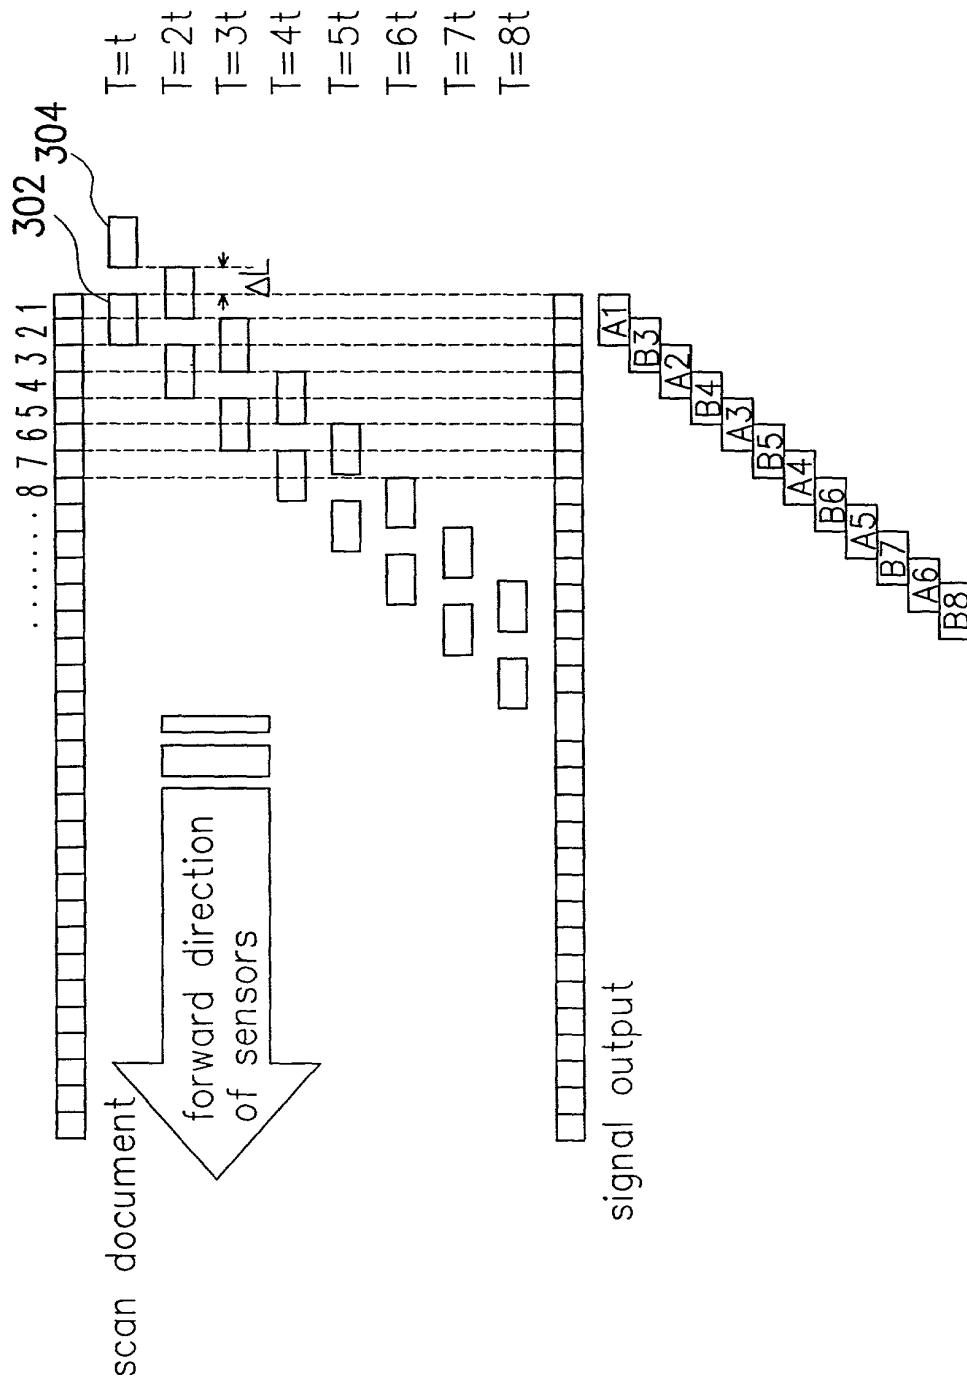 302
304
........ 8 7 6 5 4 3 2 1
T=t
T=2t
T=3t
T=4t
T=5t
T=6t
T=7t
T=8t
ΔL
scan document
forward direction
of sensors
signal output
A1
B3
A2
B4
A3
B5
A4
B6
A5
B7
A6
B8